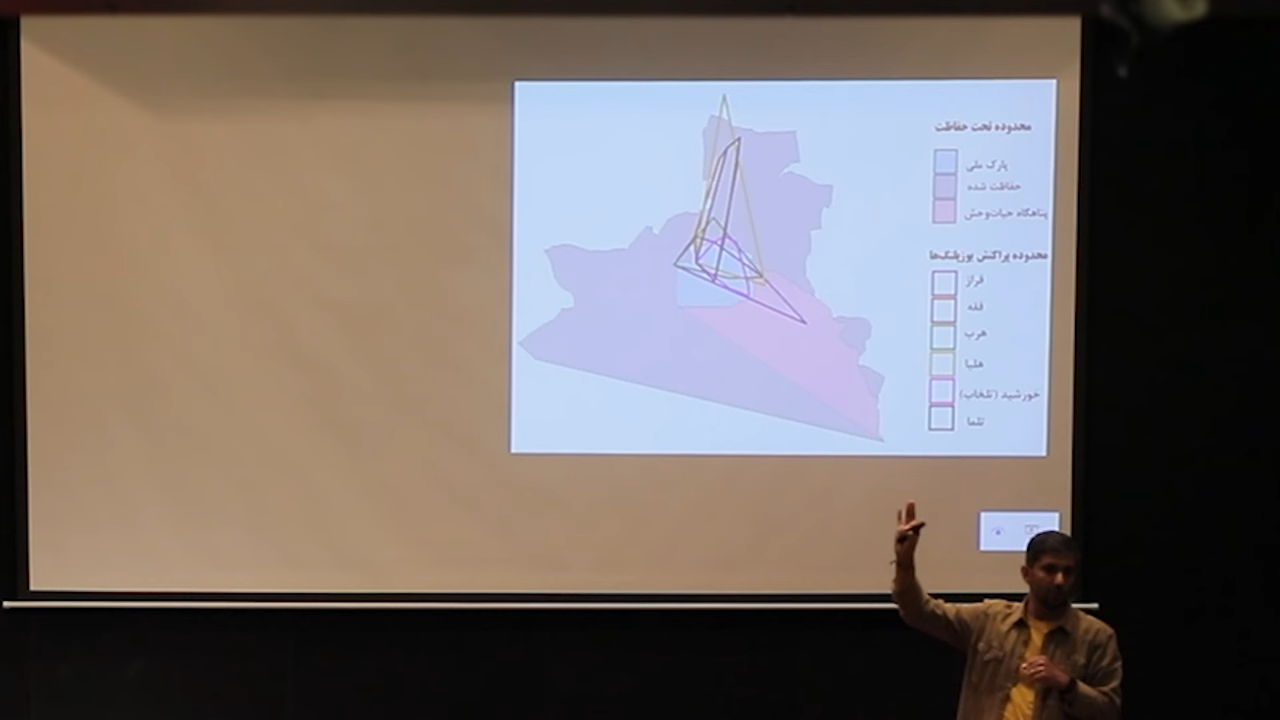 محدوده تحت حفاظت
پارک ملی
حفاظت شده
پناهگاه حیات‌وحش
محدوده پراکنش یوزپلنگ‌ها
فراز
هرب
هلیا
خورشید (تلخاب)
تلما